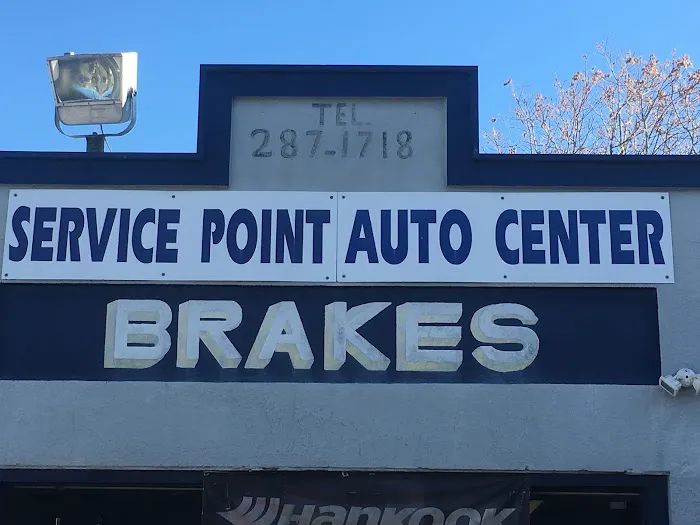 TEL.
287-1718
SERVICE POINT AUTO CENTER
BRAKES
HANKOOK